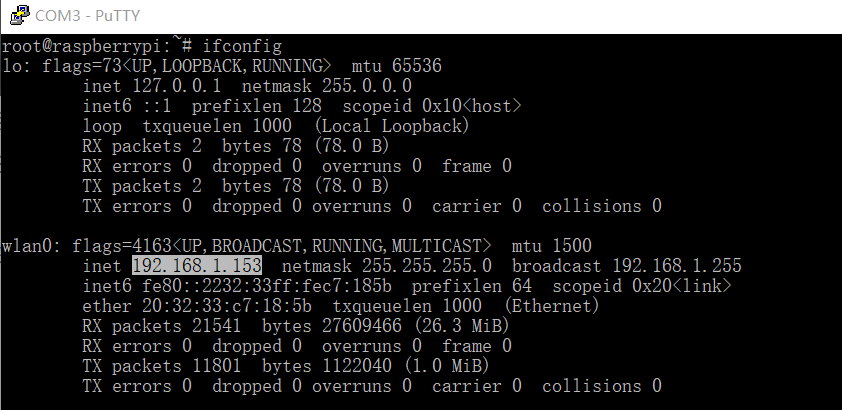 COM3 - PuTTY
root@raspberrypi:~# ifconfig
lo: flags=73<UP,LOOPBACK,RUNNING>  mtu 65536
        inet 127.0.0.1  netmask 255.0.0.0
        inet6 ::1  prefixlen 128  scopeid 0x10<host>
        loop  txqueuelen 1000  (Local Loopback)
        RX packets 2  bytes 78 (78.0 B)
        RX errors 0  dropped 0  overruns 0  frame 0
        TX packets 2  bytes 78 (78.0 B)
        TX errors 0  dropped 0 overruns 0  carrier 0  collisions 0
wlan0: flags=4163<UP,BROADCAST,RUNNING,MULTICAST>  mtu 1500
        inet 192.168.1.153  netmask 255.255.255.0  broadcast 192.168.1.255
        inet6 fe80::2232:33ff:fec7:185b  prefixlen 64  scopeid 0x20<link>
        ether 20:32:33:c7:18:5b  txqueuelen 1000  (Ethernet)
        RX packets 21541  bytes 27609466 (26.3 MiB)
        RX errors 0  dropped 0  overruns 0  frame 0
        TX packets 11801  bytes 1122040 (1.0 MiB)
        TX errors 0  dropped 0 overruns 0  carrier 0  collisions 0